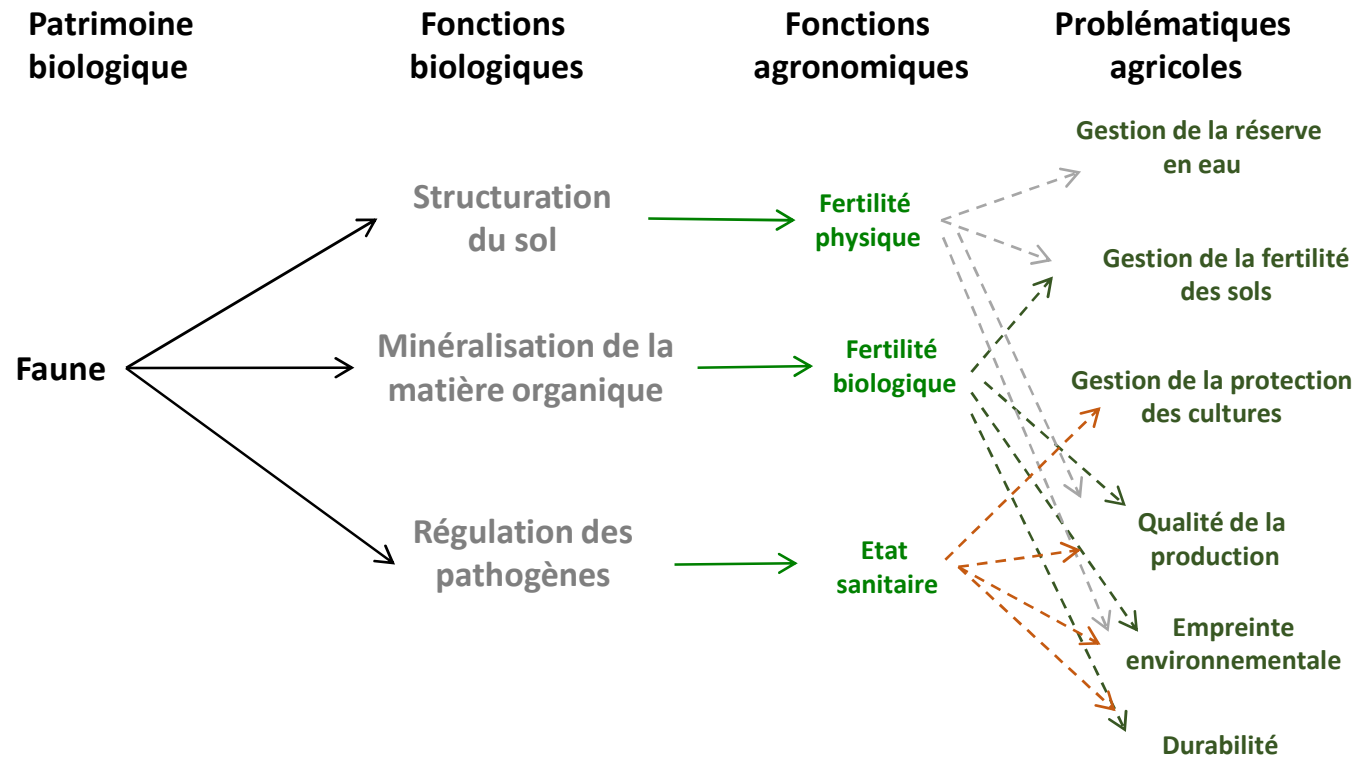 Patrimoine
biologique
Fonctions
biologiques
Fonctions
agronomiques
Problématiques
agricoles
Faune
Structuration
du sol
Minéralisation de la
matière organique
Régulation des
pathogènes
Fertilité
physique
Fertilité
biologique
Etat
sanitaire
Gestion de la réserve
en eau
Gestion de la fertilité
des sols
Gestion de la protection
des cultures
Qualité de la
production
Empreinte
environnementale
Durabilité